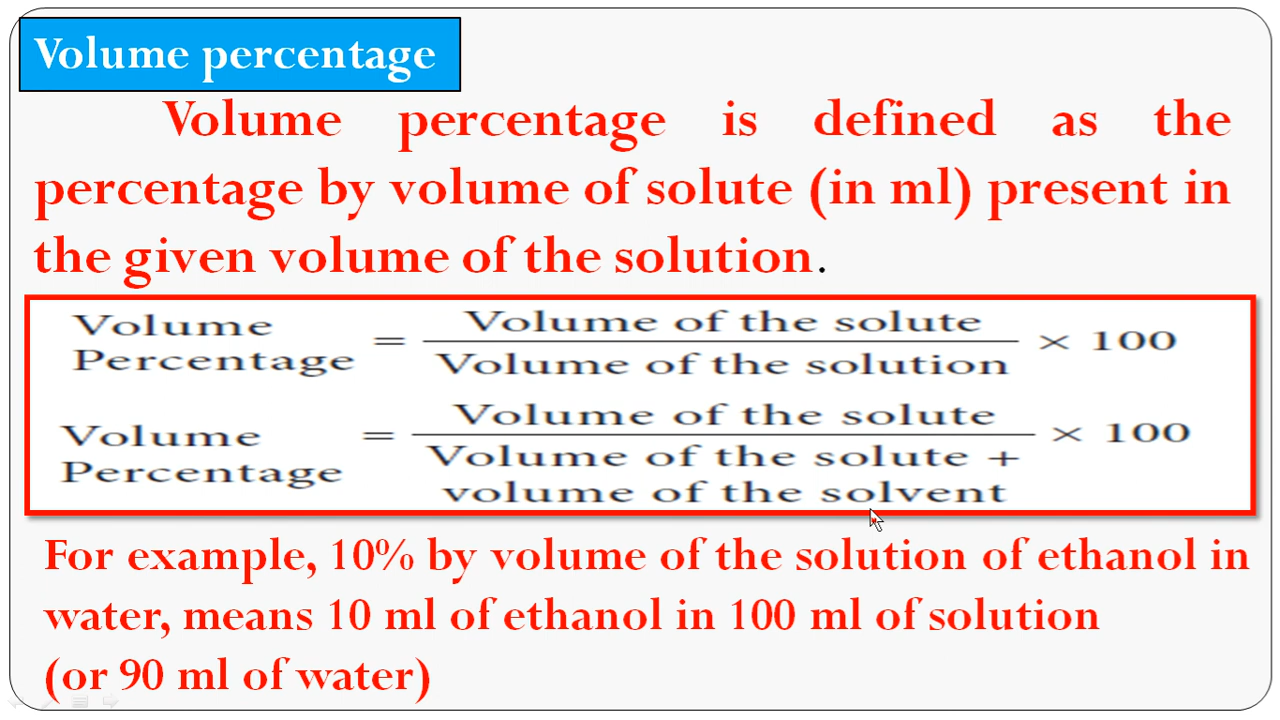 Volume percentage
Volume percentage is defined as the
percentage by volume of solute (in ml) present in
the given volume of the solution.
Volume Percentage = Volume of the solute / Volume of the solution × 100
Volume Percentage = Volume of the solute / Volume of the solute + volume of the solvent × 100
For example, 10% by volume of the solution of ethanol in
water, means 10 ml of ethanol in 100 ml of solution
(or 90 ml of water)